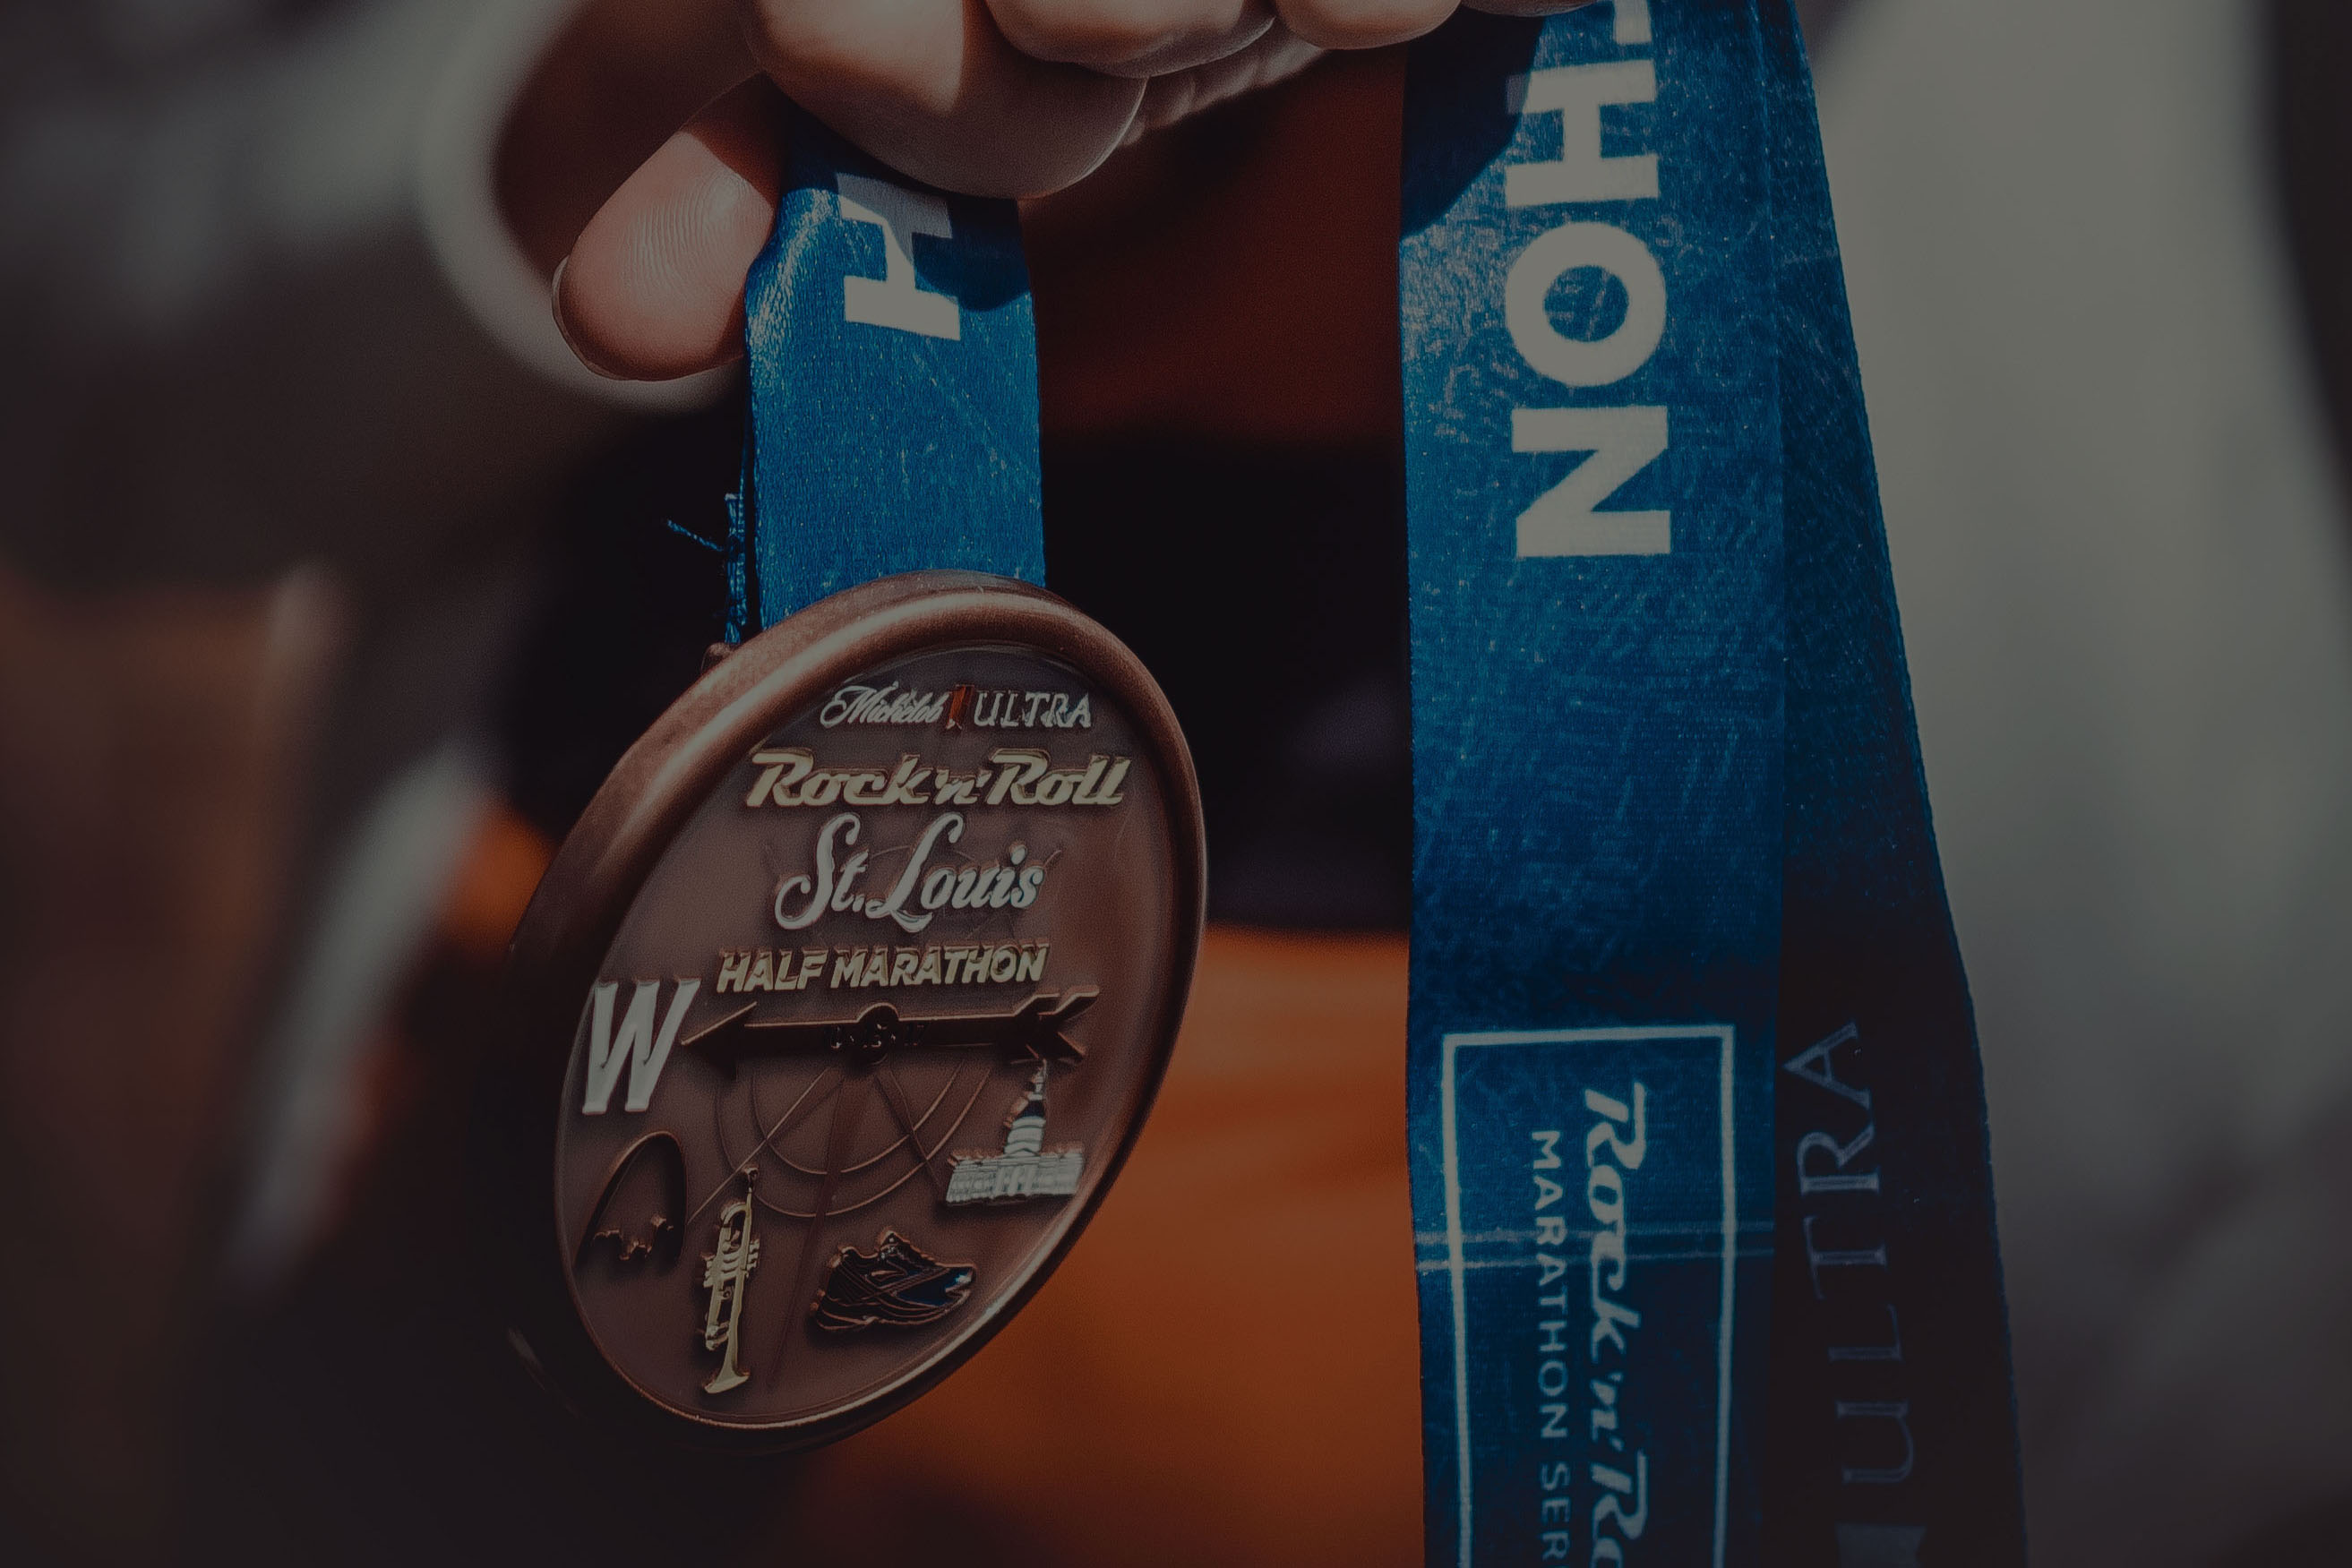 Michelob ULTRA
Rock 'n' Roll
St. Louis
HALF MARATHON
W
H
THON
Rock 'n' Ro
MARATHON SER
ULTRA